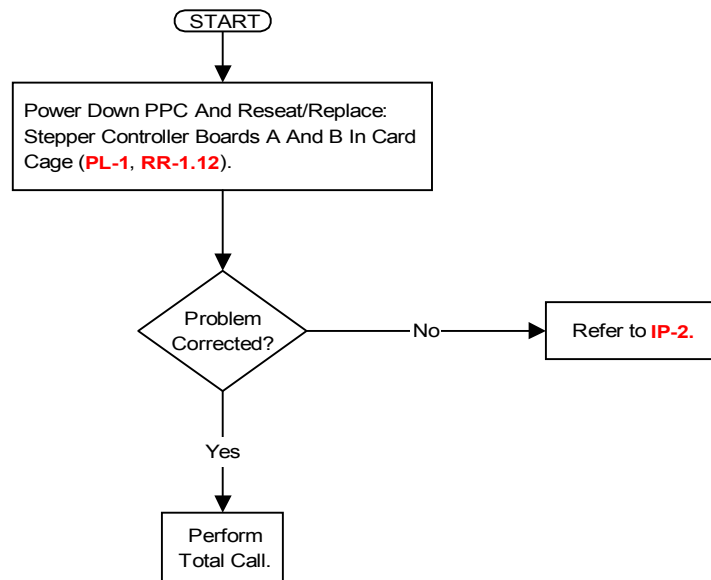 START
Power Down PPC And Reseat/Replace:
Stepper Controller Boards A And B In Card
Cage (PL-1, RR-1.12).
Problem
Corrected?
No
Refer to IP-2.
Yes
Perform
Total Call.